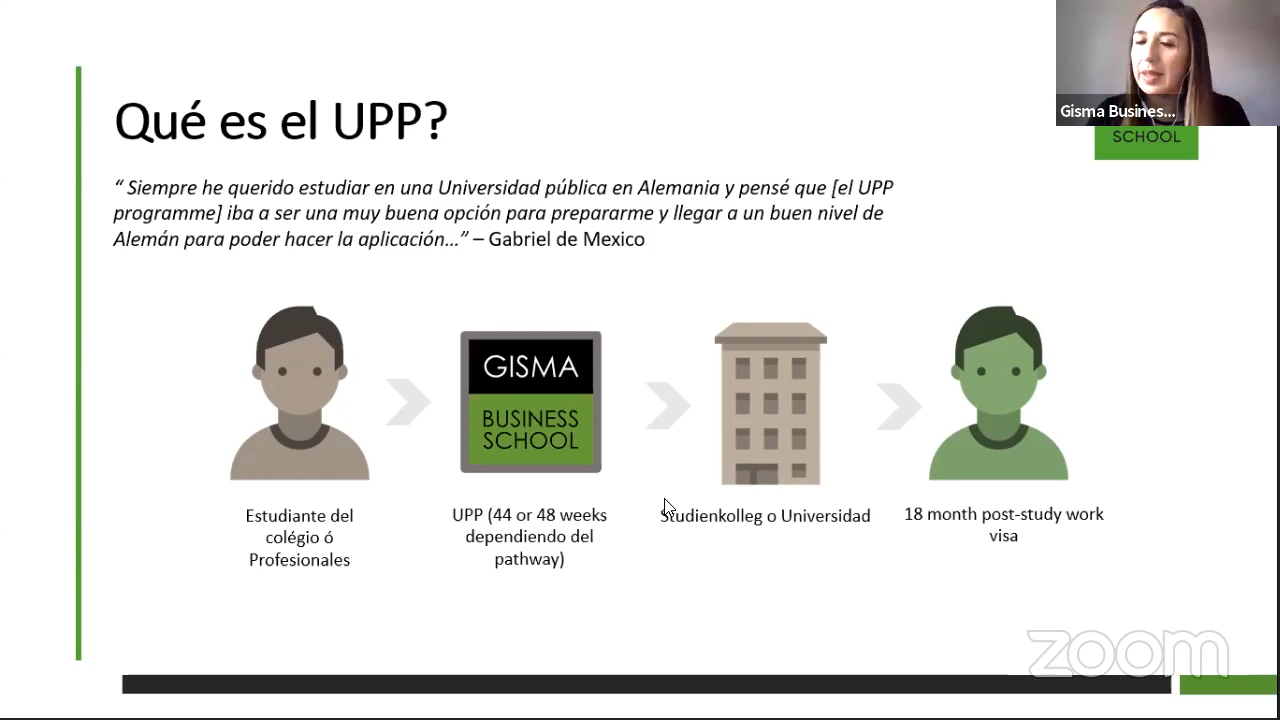 Qué es el UPP?
Gisma Busines...
SCHOOL
“ Siempre he querido estudiar en una Universidad pública en Alemania y pensé que [el UPP
programme] iba a ser una muy buena opción para prepararme y llegar a un buen nivel de
Alemán para poder hacer la aplicación...” – Gabriel de Mexico
GISMA
BUSINESS
SCHOOL
Estudiante del
colégio ó
Profesionales
UPP (44 or 48 weeks
dependiendo del
pathway)
Studienkolleg o Universidad
18 month post-study work
visa
zoom